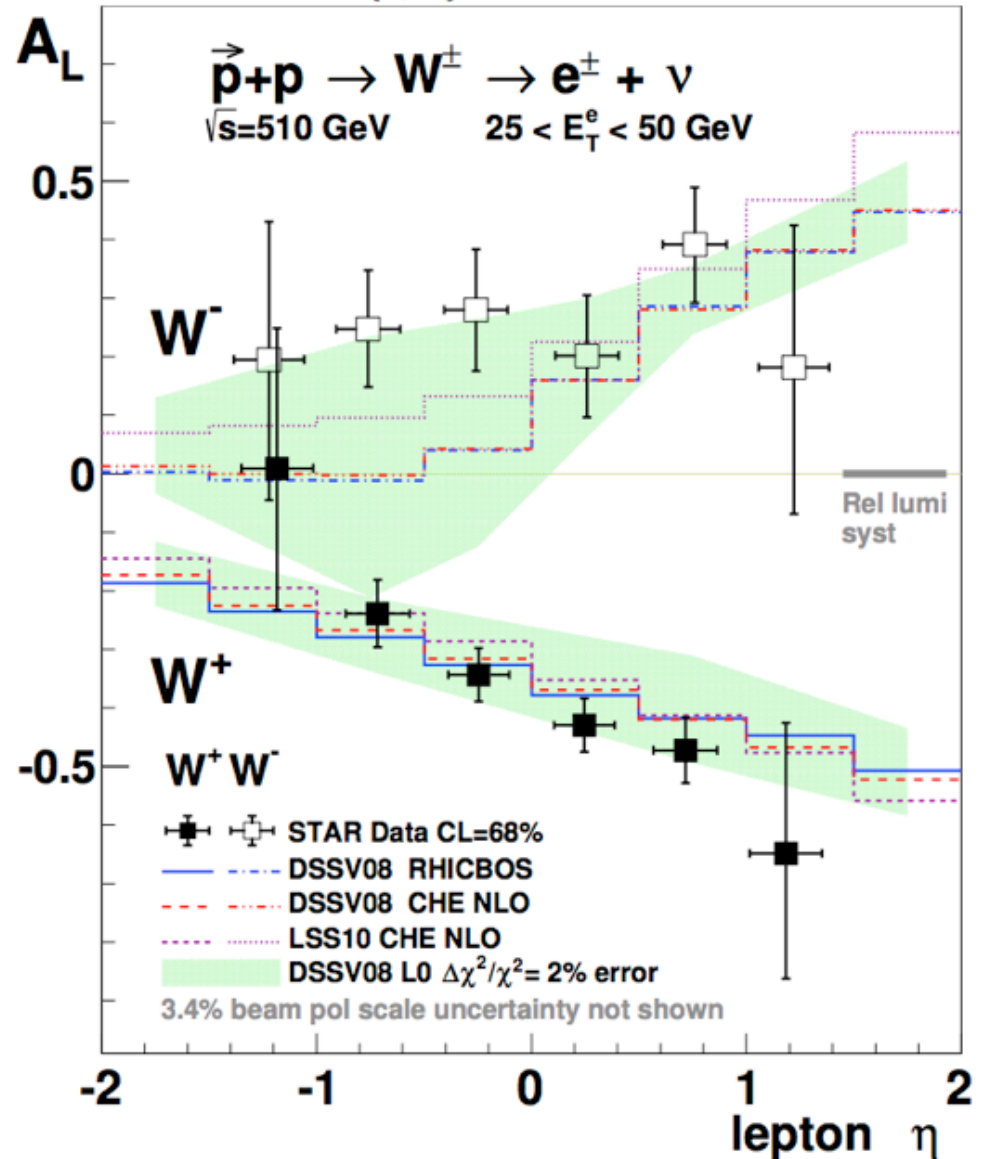 A_L
p⃗+p → W^± → e^± + ν
√s=510 GeV 25 < E_T^e < 50 GeV
0.5
W^-
0
Rel lumi
syst
W^+
-0.5
W^+ W^-
STAR Data CL=68%
DSSV08 RHICBOS
DSSV08 CHE NLO
LSS10 CHE NLO
DSSV08 L0 Δχ²/χ²= 2% error
3.4% beam pol scale uncertainty not shown
-2 -1 0 1 2
lepton η